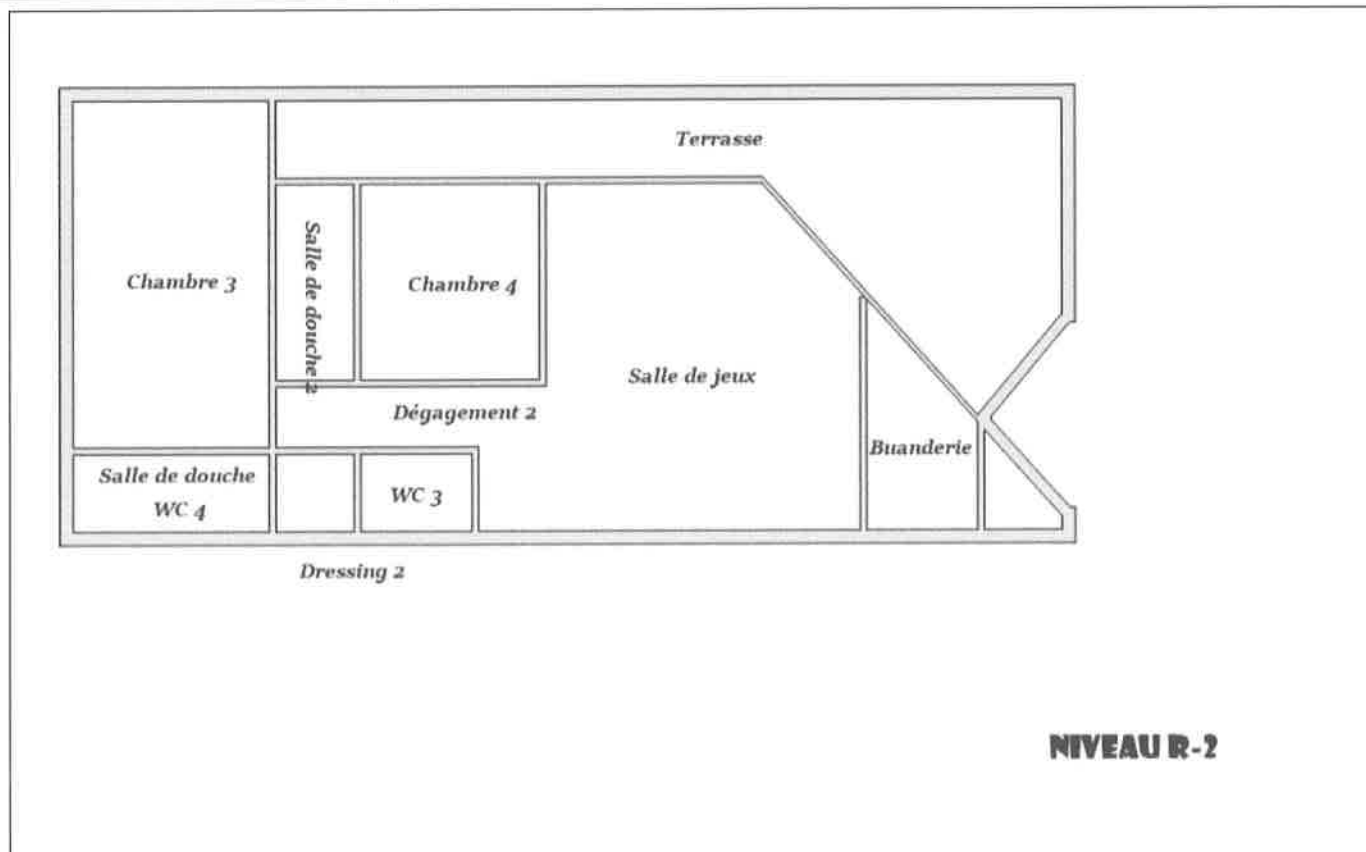 Terrasse
Chambre 3
Salle de douche 2
Chambre 4
Salle de jeux
Dégagement 2
Buanderie
Salle de douche
WC 4
WC 3
Dressing 2
NIVEAU R-2